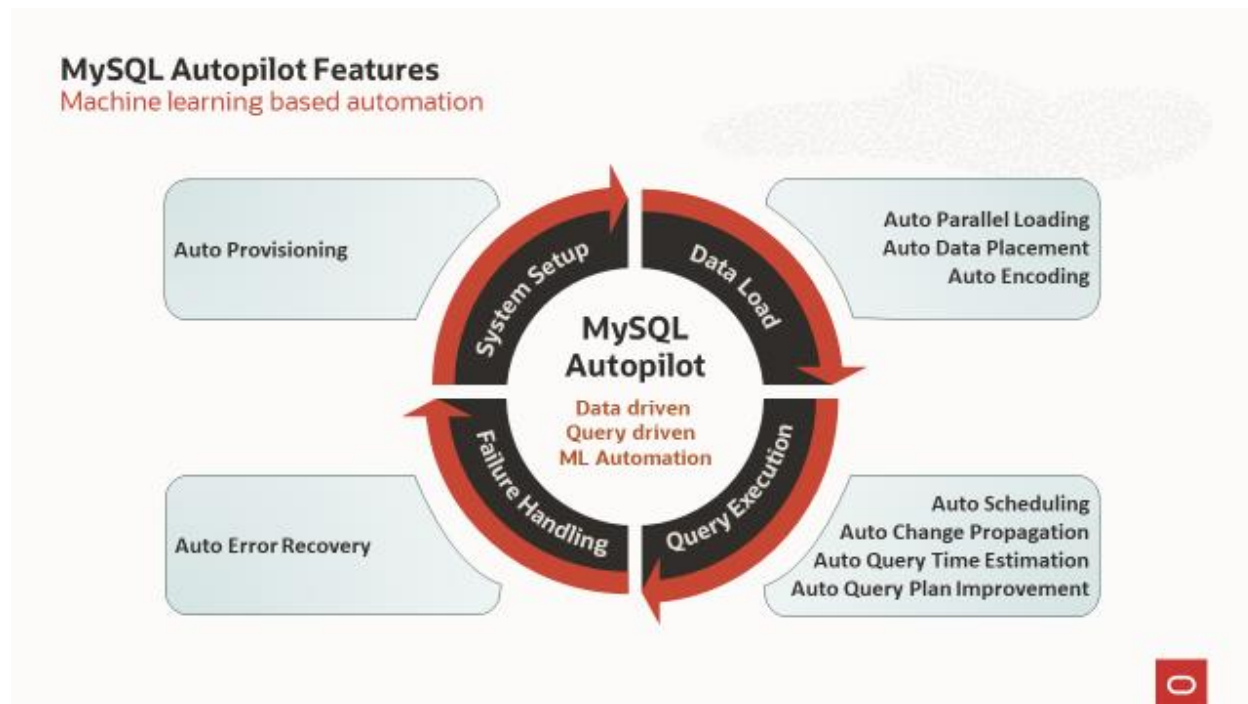 MySQL Autopilot Features
Machine learning based automation
Auto Provisioning
System Setup
Data Load
Auto Parallel Loading
Auto Data Placement
Auto Encoding
MySQL
Autopilot
Data driven
Query driven
ML Automation
Auto Error Recovery
Failure Handling
Query Execution
Auto Scheduling
Auto Change Propagation
Auto Query Time Estimation
Auto Query Plan Improvement